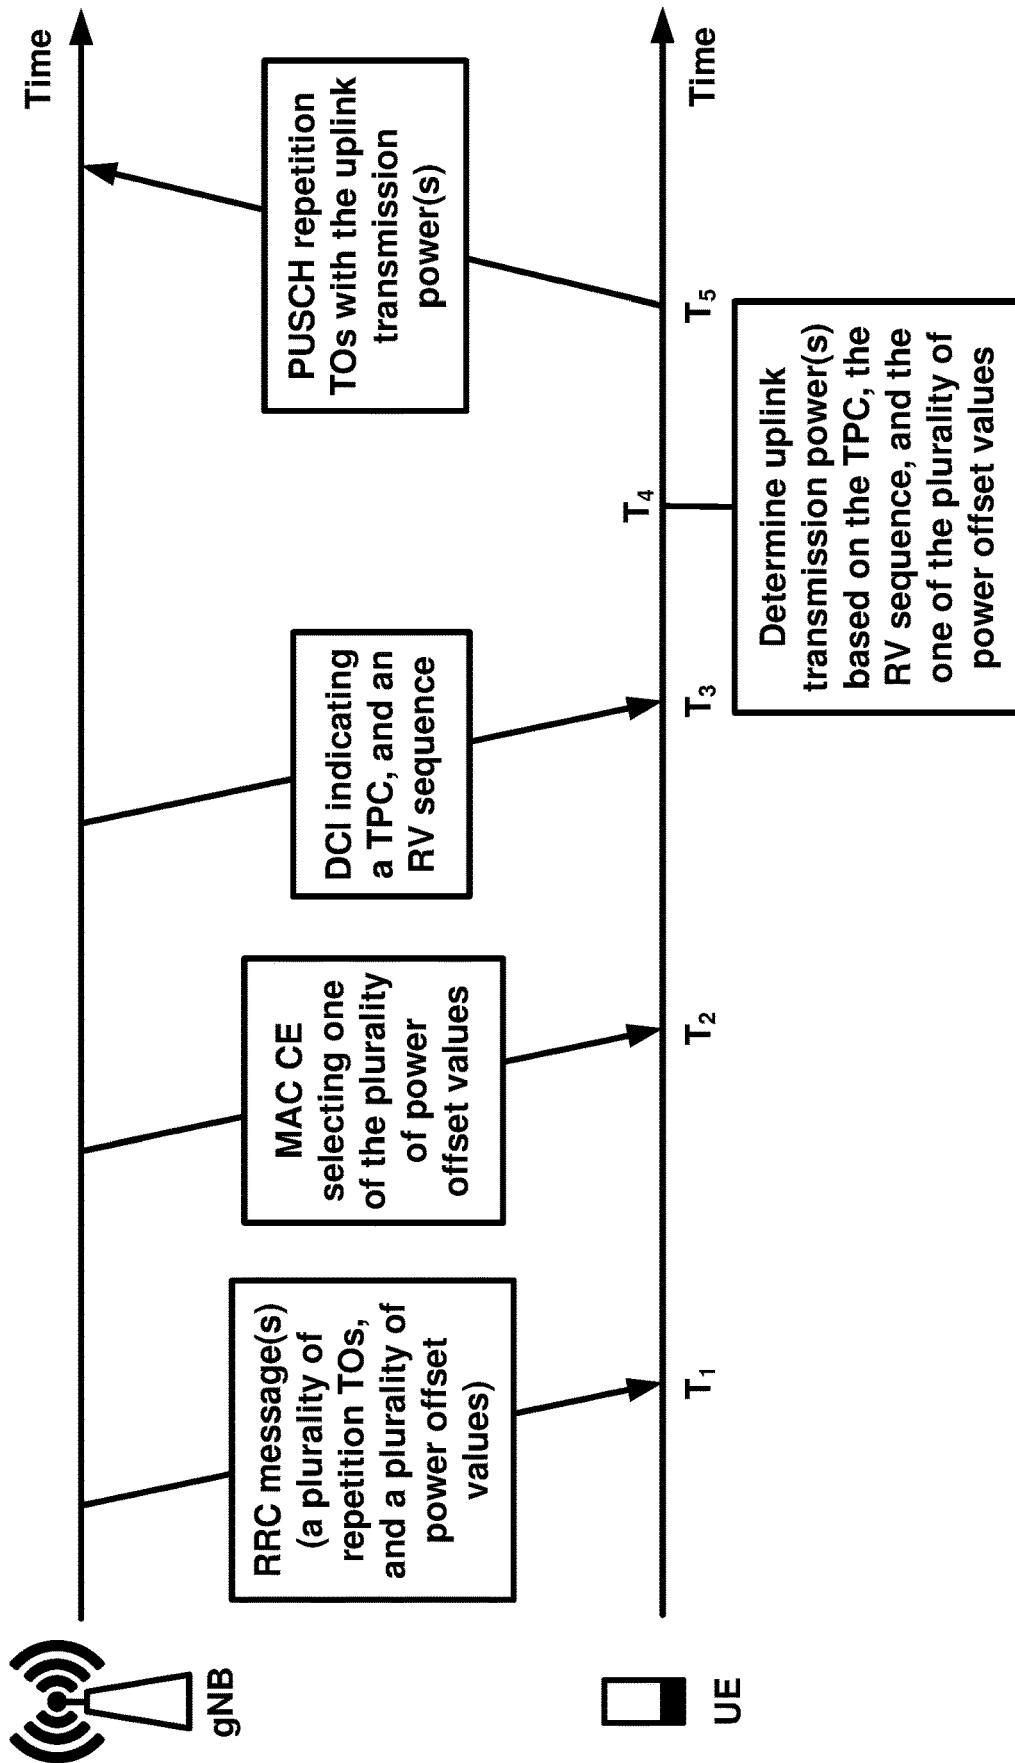 Time
gNB
RRC message(s)
(a plurality of
repetition TOs,
and a plurality of
power offset
values)
MAC CE
selecting one
of the plurality
of power
offset values
DCI indicating
a TPC, and an
RV sequence
PUSCH repetition
TOs with the uplink
transmission
power(s)
UE
T1
T2
T3
T4
T5
Time
Determine uplink
transmission power(s)
based on the TPC, the
RV sequence, and the
one of the plurality of
power offset values